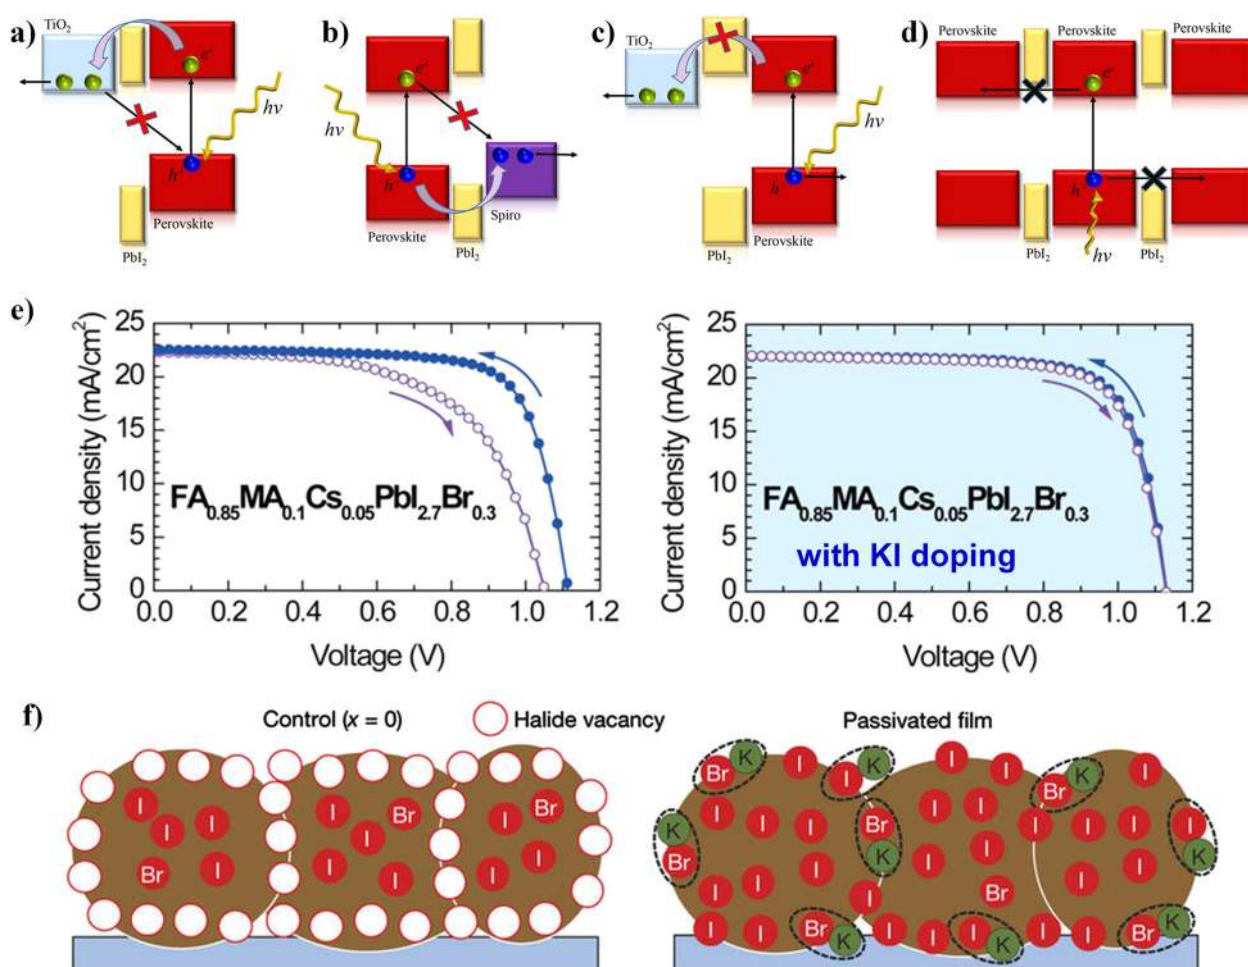 a)
TiO2
e-
hν
h+
Perovskite
PbI2
b)
e-
hν
h+
Spiro
Perovskite
PbI2
c)
TiO2
e-
hν
h
PbI2
Perovskite
d)
Perovskite Perovskite Perovskite
e-
h+
PbI2 hν PbI2
e)
Current density (mA/cm2)
25
20
15
10
5
0
FA0.85MA0.1Cs0.05PbI2.7Br0.3
0.0 0.2 0.4 0.6 0.8 1.0 1.2
Voltage (V)
Current density (mA/cm2)
25
20
15
10
5
0
FA0.85MA0.1Cs0.05PbI2.7Br0.3
with KI doping
0.0 0.2 0.4 0.6 0.8 1.0 1.2
Voltage (V)
f)
Control (x = 0) Halide vacancy Passivated film
I I I I Br I
I Br I I I I Br I
Br K I I K I I Br K I
I I I I I I I I I I
K Br I I I Br K I I I I I I K
I I I I I Br I
I I Br K I I I K I I Br K